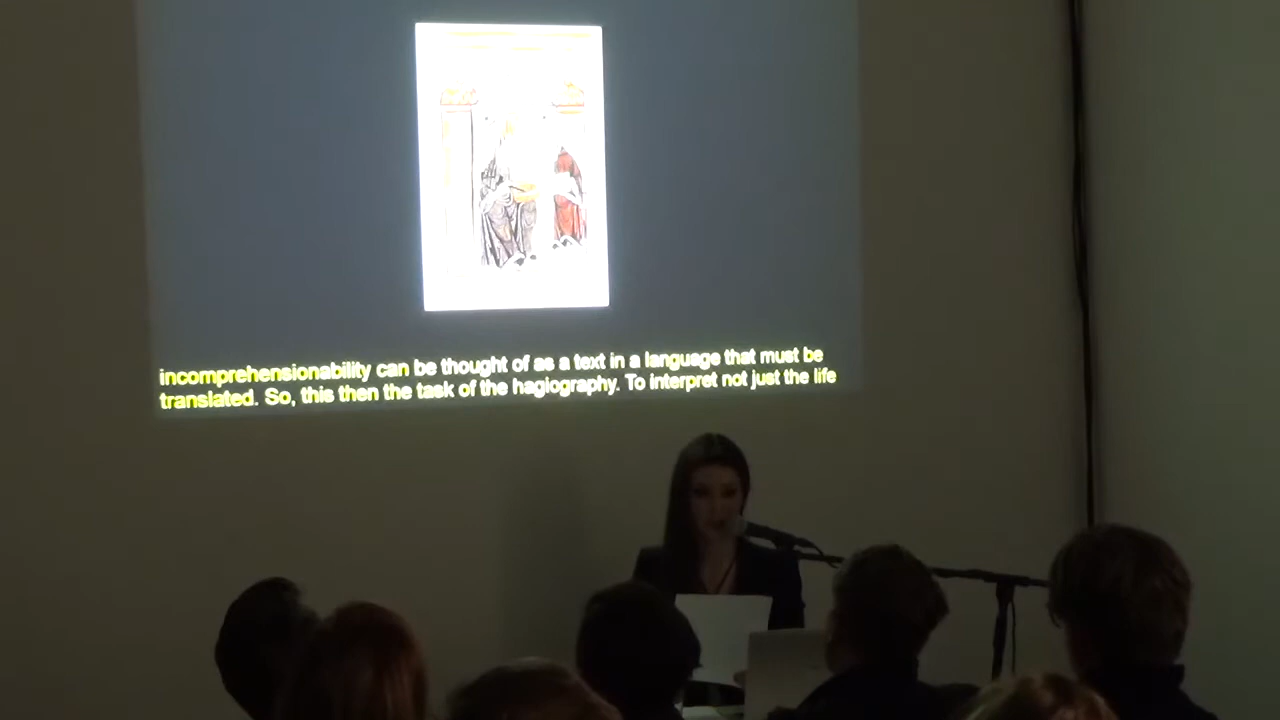 incomprehensionability can be thought of as a text in a language that must be
translated. So, this then the task of the hagiography. To interpret not just the life